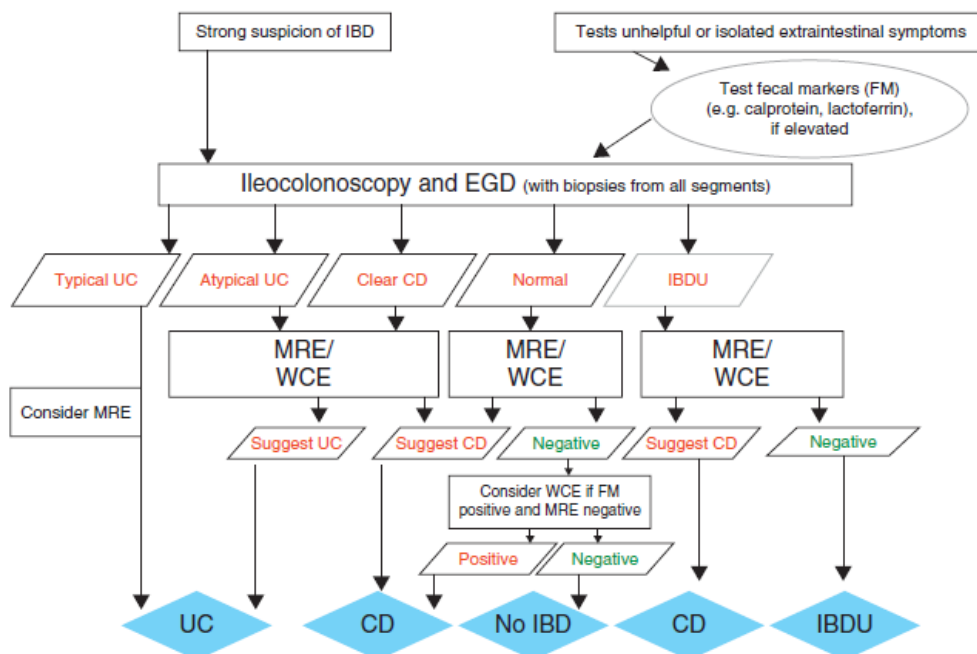 Strong suspicion of IBD
Tests unhelpful or isolated extraintestinal symptoms
Test fecal markers (FM)
(e.g. calprotein, lactoferrin),
if elevated
Ileocolonoscopy and EGD (with biopsies from all segments)
Typical UC
Atypical UC
Clear CD
Normal
IBDU
MRE/
WCE
MRE/
WCE
MRE/
WCE
Consider MRE
Suggest UC
Suggest CD
Negative
Suggest CD
Negative
Consider WCE if FM
positive and MRE negative
Positive
Negative
UC
CD
No IBD
CD
IBDU